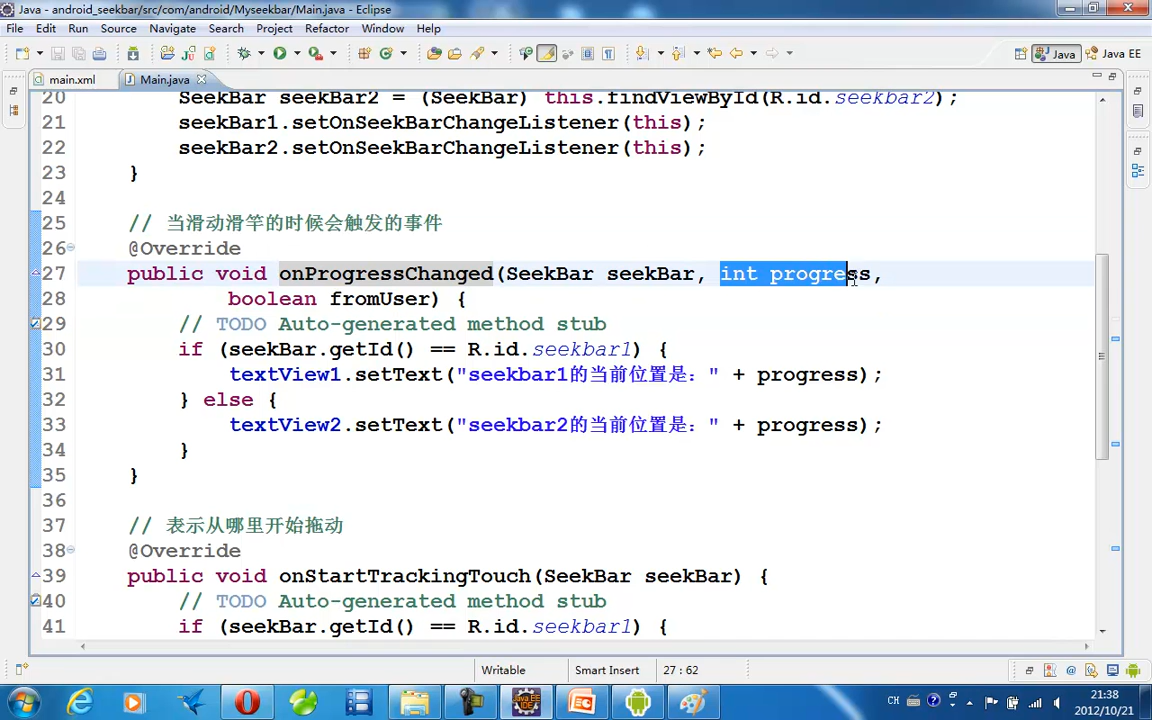 Java - android_seekbar/src/com/android/Myseekbar/Main.java - Eclipse
File Edit Run Source Navigate Search Project Refactor Window Help
Java Java EE
main.xml Main.java
20 SeekBar seekBar2 = (SeekBar) this.findViewById(R.id.seekbar2);
21 seekBar1.setOnSeekBarChangeListener(this);
22 seekBar2.setOnSeekBarChangeListener(this);
23 }
24
25 // 当滑动滑竿的时候会触发的事件
26 @Override
27 public void onProgressChanged(SeekBar seekBar, int progress,
28 boolean fromUser) {
29 // TODO Auto-generated method stub
30 if (seekBar.getId() == R.id.seekbar1) {
31 textView1.setText("seekbar1的当前位置是：" + progress);
32 } else {
33 textView2.setText("seekbar2的当前位置是：" + progress);
34 }
35 }
36
37 // 表示从哪里开始拖动
38 @Override
39 public void onStartTrackingTouch(SeekBar seekBar) {
40 // TODO Auto-generated method stub
41 if (seekBar.getId() == R.id.seekbar1) {
Writable Smart Insert 27 : 62
CH 21:38
2012/10/21